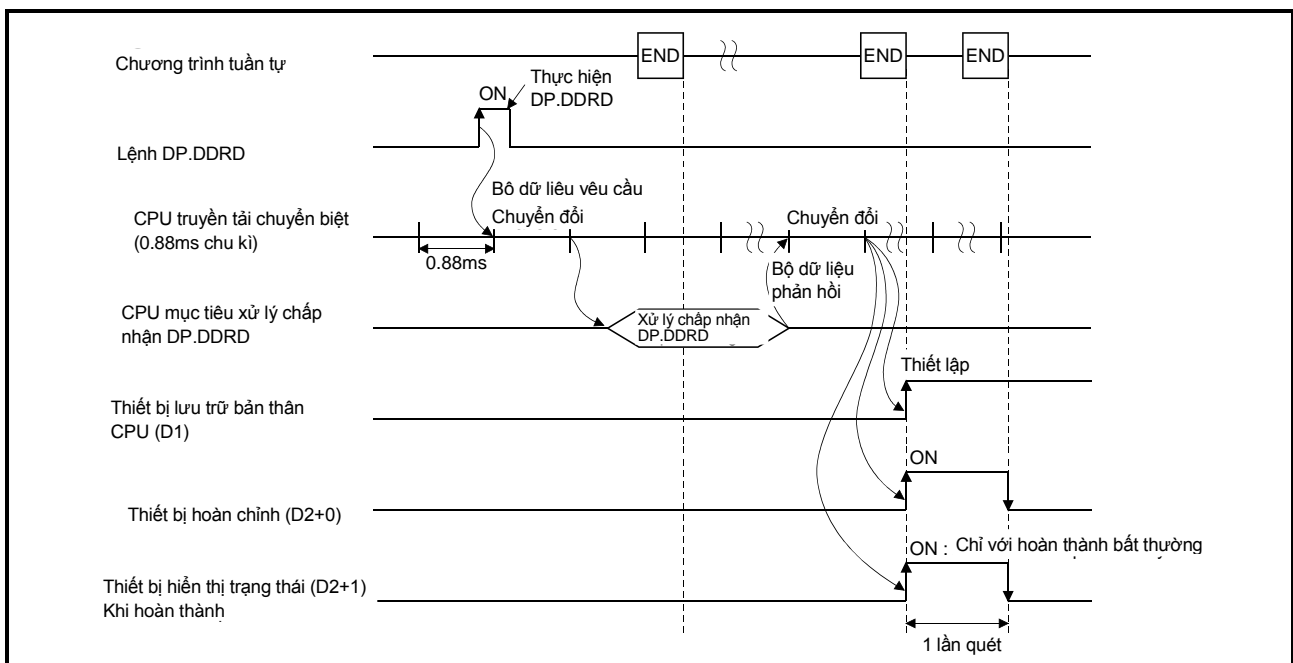 Chương trình tuần tự
END
END
END
ON
Thực hiện
DP.DDRD
Lệnh DP.DDRD
Bô dữ liêu vêu cầu
CPU truyền tải chuyển biệt
(0.88ms chu kì)
Chuyển đổi
Chuyển đổi
0.88ms
Bộ dữ liệu
phản hồi
CPU mục tiêu xử lý chấp
nhận DP.DDRD
Xử lý chấp nhận
DP.DDRD
Thiết lập
Thiết bị lưu trữ bản thân
CPU (D1)
ON
Thiết bị hoàn chỉnh (D2+0)
ON : Chỉ với hoàn thành bất thường
Thiết bị hiển thị trạng thái (D2+1)
Khi hoàn thành
1 lần quét